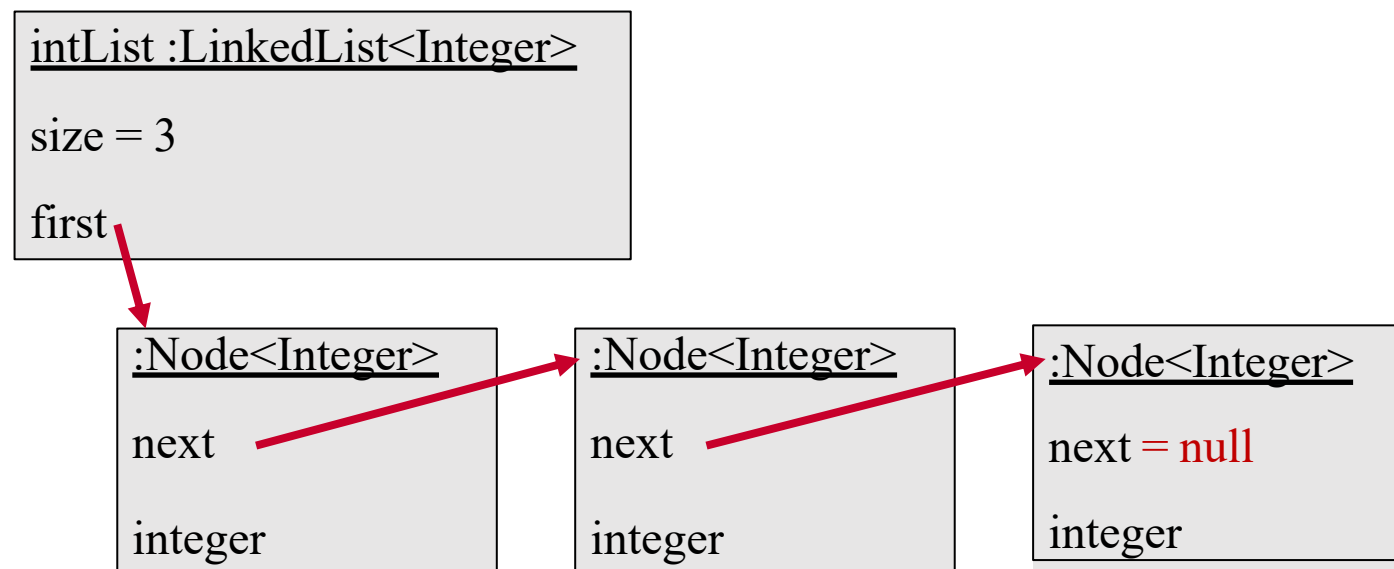 intList :LinkedList<Integer>
size = 3
first
:Node<Integer>
next
integer
:Node<Integer>
next
integer
:Node<Integer>
next = null
integer